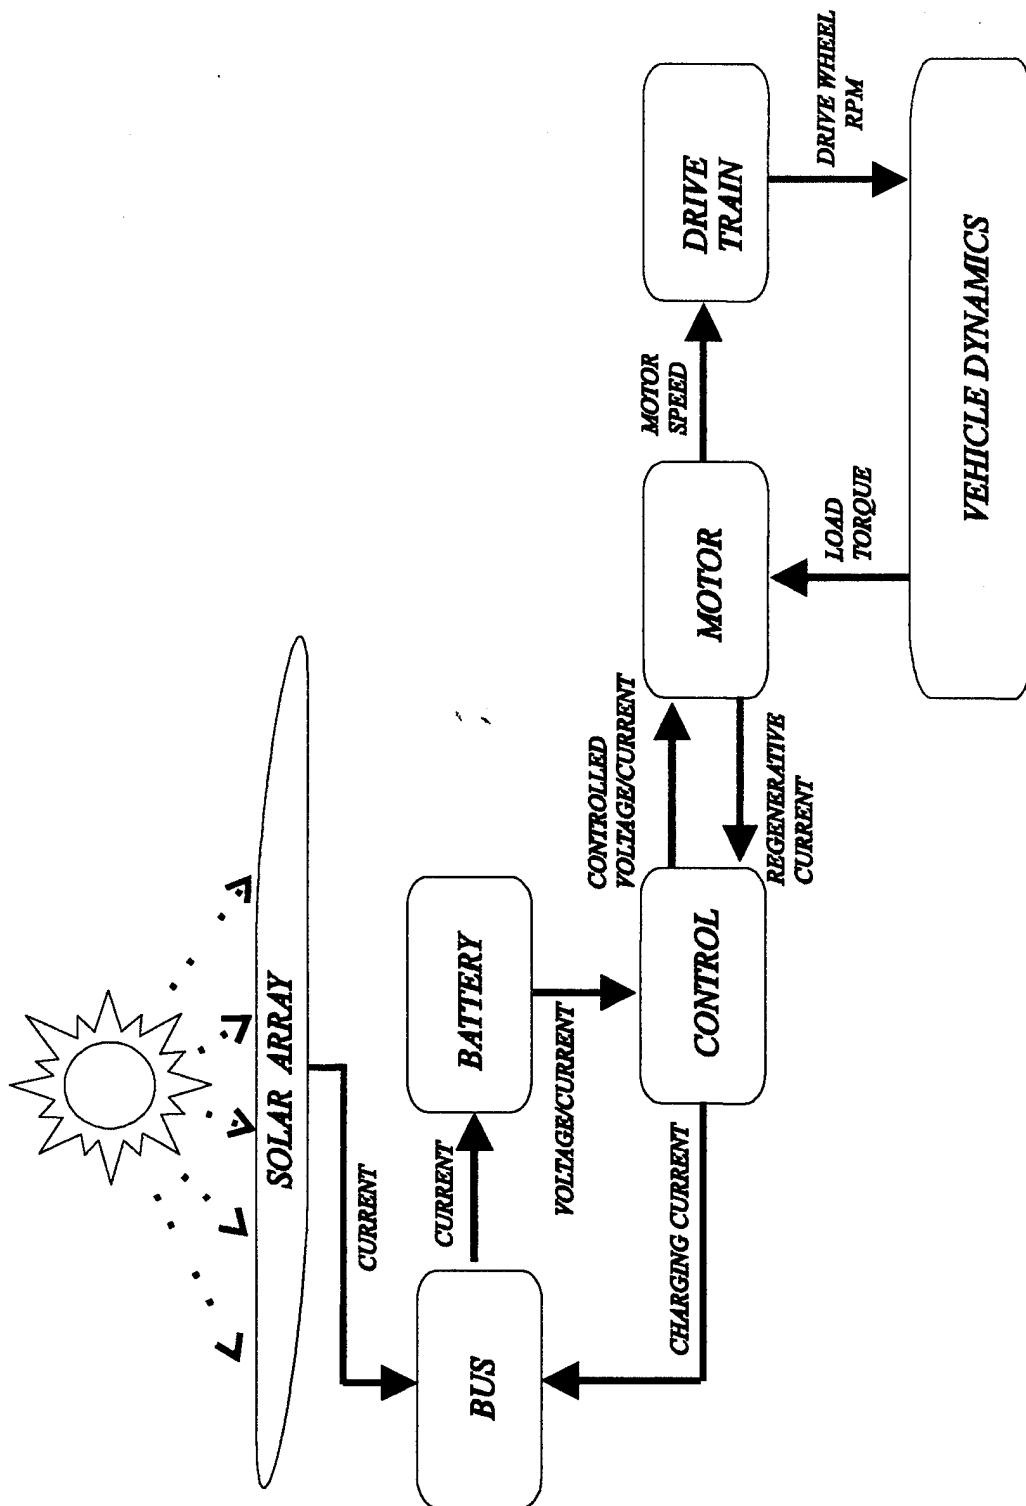 SOLAR ARRAY
CURRENT
BUS
CURRENT
BATTERY
VOLTAGE/CURRENT
CHARGING CURRENT
CONTROL
CONTROLLED
VOLTAGE/CURRENT
REGENERATIVE
CURRENT
MOTOR
MOTOR
SPEED
LOAD
TORQUE
DRIVE
TRAIN
DRIVE WHEEL
RPM
VEHICLE DYNAMICS